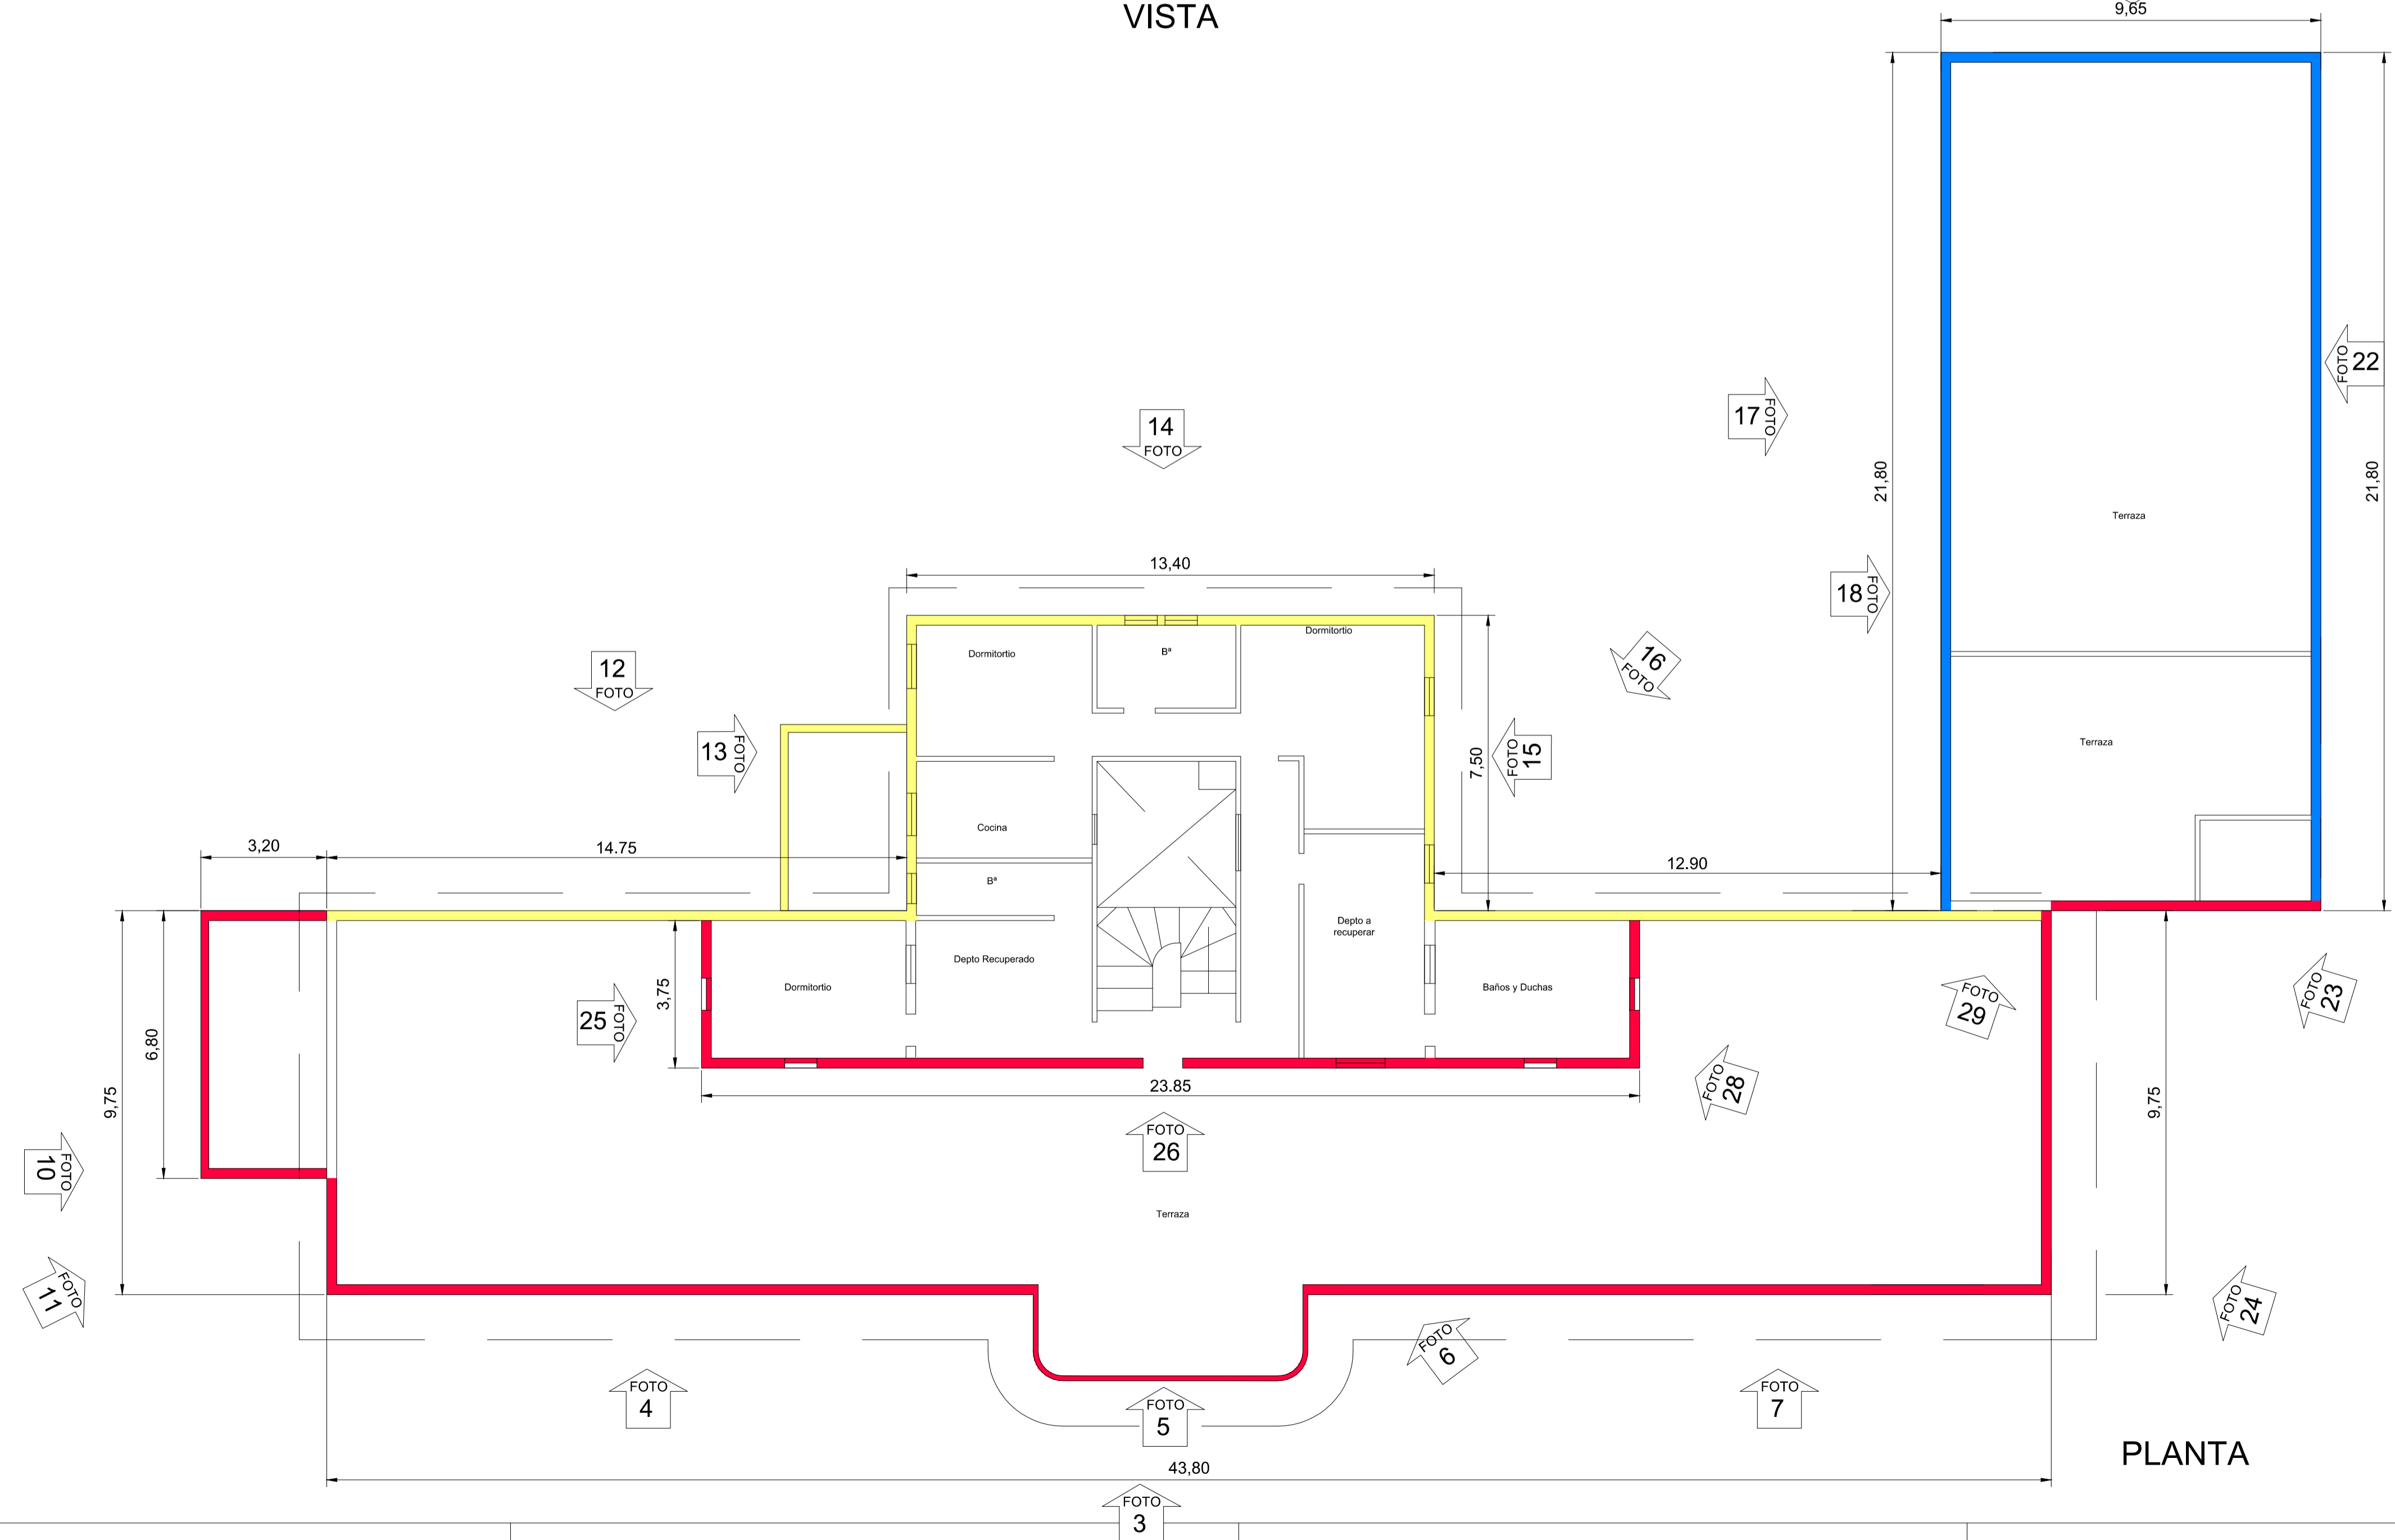 VISTA
9,65
22
FOTO
17
FOTO
14
FOTO
21,80
21,80
Terraza
13,40
18
FOTO
Dormitortio
Bª
Dormitortio
16
FOTO
12
FOTO
13
FOTO
7,50
FOTO
15
Terraza
Cocina
3,20
14.75
12.90
Bª
Depto a
recuperar
Depto Recuperado
Dormitortio
Baños y Duchas
3,75
25
FOTO
FOTO
29
FOTO
23
6,80
9,75
23.85
FOTO
28
9,75
FOTO
26
10
FOTO
Terraza
FOTO
11
FOTO
24
FOTO
6
FOTO
4
FOTO
5
FOTO
7
PLANTA
43,80
FOTO
3